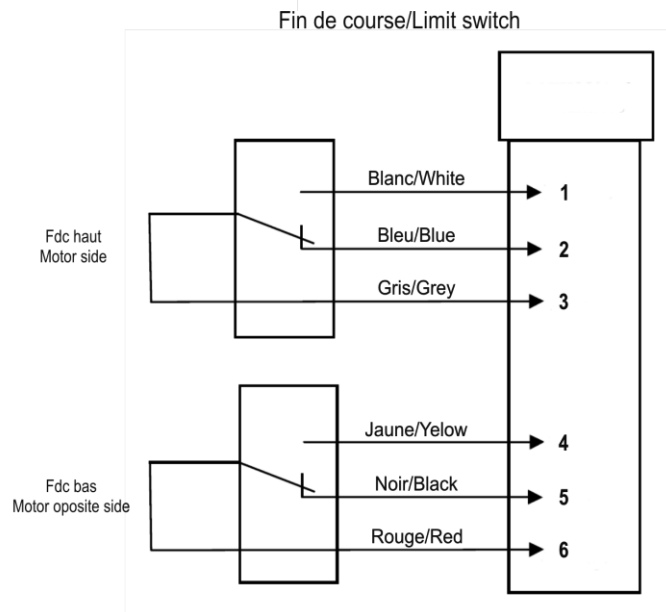 Fin de course/Limit switch
Blanc/White
1
Fdc haut
Motor side
Bleu/Blue
2
Gris/Grey
3
Jaune/Yelow
4
Fdc bas
Motor oposite side
Noir/Black
5
Rouge/Red
6